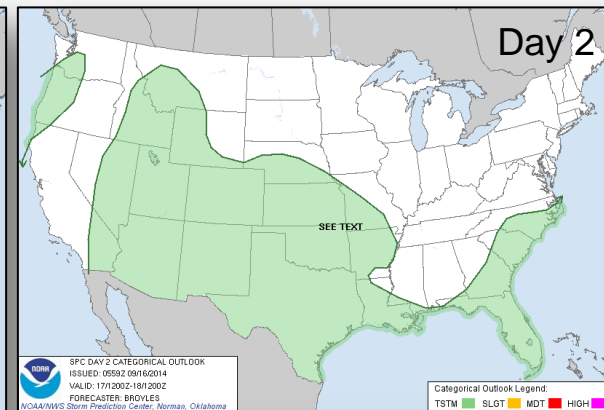 Day 2
SEE TEXT
NOAA
SPC DAY 2 CATEGORICAL OUTLOOK
ISSUED: 0559Z 09/16/2014
VALID: 17/1200Z-18/1200Z
FORECASTER: BROYLES
NOAA/NWS Storm Prediction Center, Norman, Oklahoma
Categorical Outlook Legend:
TSTM SLGT MDT HIGH